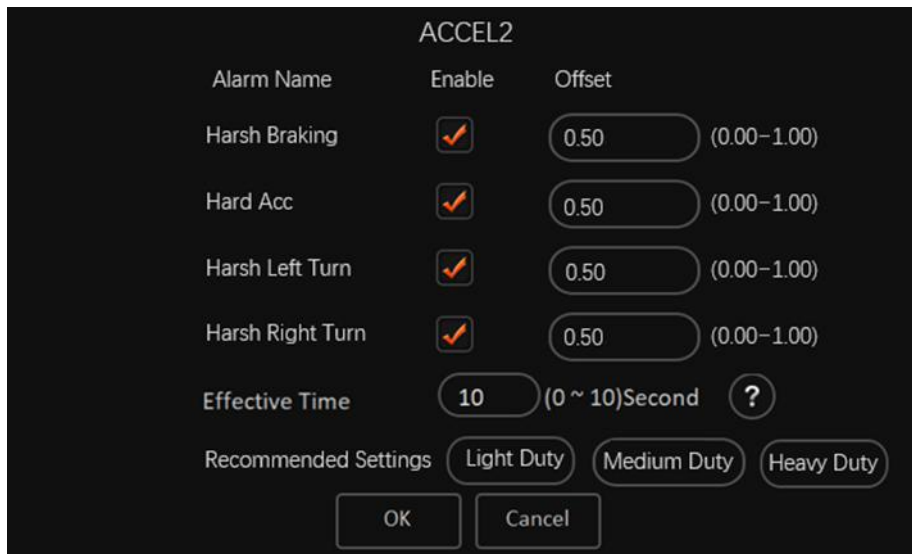 ACCEL2
Alarm Name Enable Offset
Harsh Braking 0.50 (0.00-1.00)
Hard Acc 0.50 (0.00-1.00)
Harsh Left Turn 0.50 (0.00-1.00)
Harsh Right Turn 0.50 (0.00-1.00)
Effective Time 10 (0 ~ 10)Second ?
Recommended Settings Light Duty Medium Duty Heavy Duty
OK Cancel